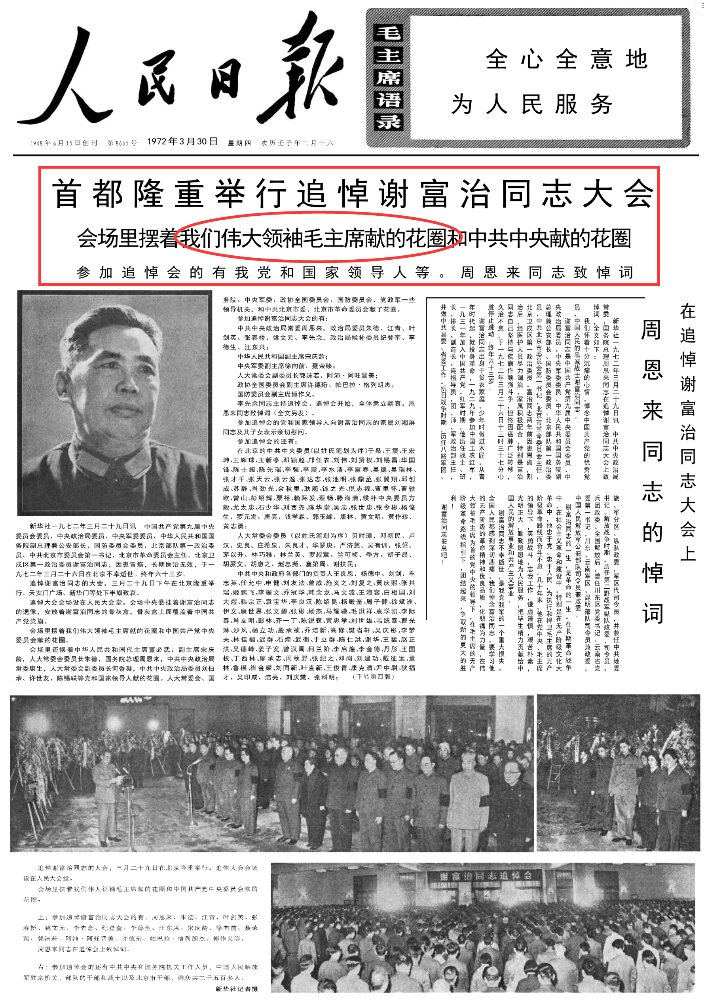 人民日报
毛主席语录
全心全意地
为人民服务
1948年6月15日创刊 第8665号 1972年3月30日 星期四 农历壬子年二月十六
首都隆重举行追悼谢富治同志大会
会场里摆着我们伟大领袖毛主席献的花圈和中共中央献的花圈
参加追悼会的有我党和国家领导人等。周恩来同志致悼词
新华社一九七二年三月二十九日讯 中国共产党第九届中央
委员会委员、中央政治局委员、中央军委委员、中华人民共和国国
务院副总理兼公安部长、国防委员会委员、北京部队第一政治委
员、中共北京市委员会第一书记、北京市革命委员会主任、北京卫
戍区第一政治委员谢富治同志，因患胃癌，长期医治无效，于一
九七二年三月二十六日在北京不幸逝世。终年六十三岁。
追悼谢富治同志的大会，三月二十九日下午在北京隆重举
行。天安门广场、新华门等处下半旗致哀。
追悼大会会场设在人民大会堂。会场中央悬挂着谢富治同志
的遗像，安放着谢富治同志的骨灰盒，骨灰盒上面覆盖着中国共
产党党旗。
会场里摆着我们伟大领袖毛主席献的花圈和中国共产党中央
委员会献的花圈。
会场里还摆着中华人民共和国代主席董必武、副主席宋庆
龄，人大常委会委员长朱德，国务院总理周恩来，中共中央政治局
常委康生，人大常委会副委员长何香凝，中共中央政治局委员刘伯
承、许世友、陈锡联等党和国家领导人献的花圈。人大常委会、国
务院、中央军委、政协全国委员会、国防委员会、党政军一些
领导机关，和中共北京市委、北京市革命委员会献了花圈。
参加追悼谢富治同志大会的有：
中共中央政治局常委周恩来，政治局委员朱德、江青、叶
剑英、张春桥、姚文元、李先念，政治局候补委员纪登奎、李
德生、汪东兴；
中华人民共和国副主席宋庆龄；
中央军委副主席徐向前、聂荣臻；
人大常委会副委员长郭沫若、阿沛·阿旺晋美；
政协全国委员会副主席许德珩、帕巴拉·格列朗杰；
国防委员会副主席傅作义。
李先念同志主持追悼会。追悼会开始，全体肃立默哀。周
恩来同志致悼词（全文另发）。
参加追悼会的党和国家领导人向谢富治同志的家属刘湘屏
同志及其子女表示亲切慰问。
参加追悼会的还有：
在北京的中共中央委员(以姓氏笔划为序)于桑、王震、王宏
坤、王辉球、王新亭、邓颖超、邝任农、刘伟、刘贤权、刘锡昌、华国
锋、陈士榘、陈先瑞、李强、李震、李水清、李富春、吴德、吴瑞林、
张才千、张天云、张云逸、张达志、张池明、张鼎丞、张翼翔、邱创
成、苏静、肖劲光、余秋里、耿飚、钱之光、倪志福、曹里怀、曹轶
欧、曾山、彭绍辉、粟裕、赖际发、蔡畅、滕海清，候补中央委员方
毅、尤太忠、石少华、刘西尧、陈华堂、吴忠、张世忠、张令彬、杨俊
生、罗元发、唐亮、钱学森、郭玉峰、康林、黄文明、黄作珍、
黄志勇；
人大常委会委员（以姓氏笔划为序）贝时璋、邓初民、卢
汉、史良、庄希泉、朱良才、华罗庚、严济慈、吴有训、张鋆、
茅以升、林巧稚、林兰英、罗叔章、竺可桢、季方、胡子昂、
胡厥文、胡愈之、赵忠尧、童第周、谢扶民；
中共中央和政府各部门的负责人王良恩、杨德中、刘剑、车
志英、任允中、申健、刘友法、曾威、施义之、刘复之、黄庆熙、张其
瑞、姬鹏飞、李耀文、乔冠华、韩念龙、马文波、王海容、白相国、刘
大煜、韩宗正、袁宝华、李良汉、陈绍昆、杨殿奎、周子健、徐斌洲、
伊文、康世恩、张文碧、张彬、杨杰、马耀骥、毛洪祥、袁学凯、李际
泰、肖友明、彭林、齐一丁、陈锐霆、黄忠学、刘世雄、韦统泰、曹光
琳、沙风、杨立功、殷承祯、乔培新、高修、樊省轩、吴庆彤、李梦
夫、林佳楣、迟群、石煌、武衡、于立群、陈仁洪、谢华、王猛、赵正
洪、吴德峰、姜子宽、曾汉周、何兰阶、李启煌、李金德、丹彤、王国
权、丁西林、廖承志、周秋野、张纪之、邓岗、刘建功、戴征远、董
林、鲁瑛、崔金耀、刘同新、叶直新、王俊青、康克清、尹中尉、狄福
才、吴印咸、浩亮、刘庆棠、张科明； （下转第四版）
在追悼谢富治同志大会上
周恩来同志的悼词
新华社一九七二年三月二十九日讯 中共中央政治局
常委、国务院总理周恩来同志在追悼谢富治同志大会上致
悼词，全文如下：
我们怀着十分沉痛的心情，悼念中国共产党的优秀党
员、中国人民的忠诚战士谢富治同志。
谢富治同志是中国共产党第九届中央委员会委员、中
央政治局委员、中央军委委员、中华人民共和国国务院副
总理兼公安部长、国防委员会委员、北京部队第一政治委
员、中共北京市委员会第一书记、北京市革命委员会主任、
北京卫戍区第一政治委员。富治同志两年前因患胃癌，割
治后，经医护人员尽力调治，家属积极配合，特别是富治
同志自己坚持与疾病作顽强斗争，但终因癌肿广泛转移，
久治不愈，于一九七二年三月二十六日十三时三十七分心
脏停止跳动。终年六十三岁。
谢富治同志出身于贫农家庭，少年时做过木匠。从青
年时代起，就投身革命，一九二九年参加中国工农红军，
一九三一年加入中国共产党。红军时期，他历任战士、班
长、排长、副连长、连指导员，团、师、军政治部主任，
并做中共县委、省委工作。抗日战争时期，历任八路军团、
旅、军分区、纵队政委，军区代司令员，并兼任中共地委
书记。解放战争时期，历任第二野战军纵队政委、司令员，
兵团政委。全国解放后，曾任川东区党委书记、云南省党
委第一书记，川东、云南军区、昆明部队司令员兼政委，
中国人民解放军公安部队司令员兼政委。
谢富治同志的一生，是革命的一生。在长期革命战争
中，在社会主义革命和建设中，特别是在无产阶级文化大
革命中，他忠于党、忠于人民，为执行和捍卫毛主席的无产
阶级革命路线而奋斗不息。几十年来，他在党中央、毛主席
的领导下，英勇战斗，忘我工作，谦虚谨慎，艰苦朴素，
光明正大，勤勤恳恳地为人民服务，把毕生精力贡献给中
国人民的解放事业和共产主义事业。
谢富治同志不幸逝世，是我党我军的一个重大损失。
全国人民都感到深切悲痛。我们悼念富治同志，要学习他
的无产阶级的革命精神和优良品质，化悲痛为力量，在伟
大领袖毛主席为首的党中央的领导下，在毛主席的无产
阶级革命路线指引下，团结起来，争取新的更大的胜
利！
谢富治同志安息吧！
谢富治同志追悼会
追悼谢富治同志的大会，三月二十九日在北京隆重举行。追悼大会会场
设在人民大会堂。
会场里摆着我们伟大领袖毛主席献的花圈和中国共产党中央委员会献的
花圈。
上：参加追悼谢富治同志大会的有：周恩来、朱德、江青、叶剑英、张
春桥、姚文元、李先念、纪登奎、李德生、汪东兴、宋庆龄、徐向前、聂荣
臻、郭沫若、阿沛·阿旺晋美、许德珩、帕巴拉·格列朗杰、傅作义等。
周恩来同志在追悼会上致悼词。
右：参加追悼会的还有中共中央和国务院机关工作人员，中国人民解放
军驻京机关、部队的干部和战士以及北京市干部、群众共二千五百多人。
新华社记者摄